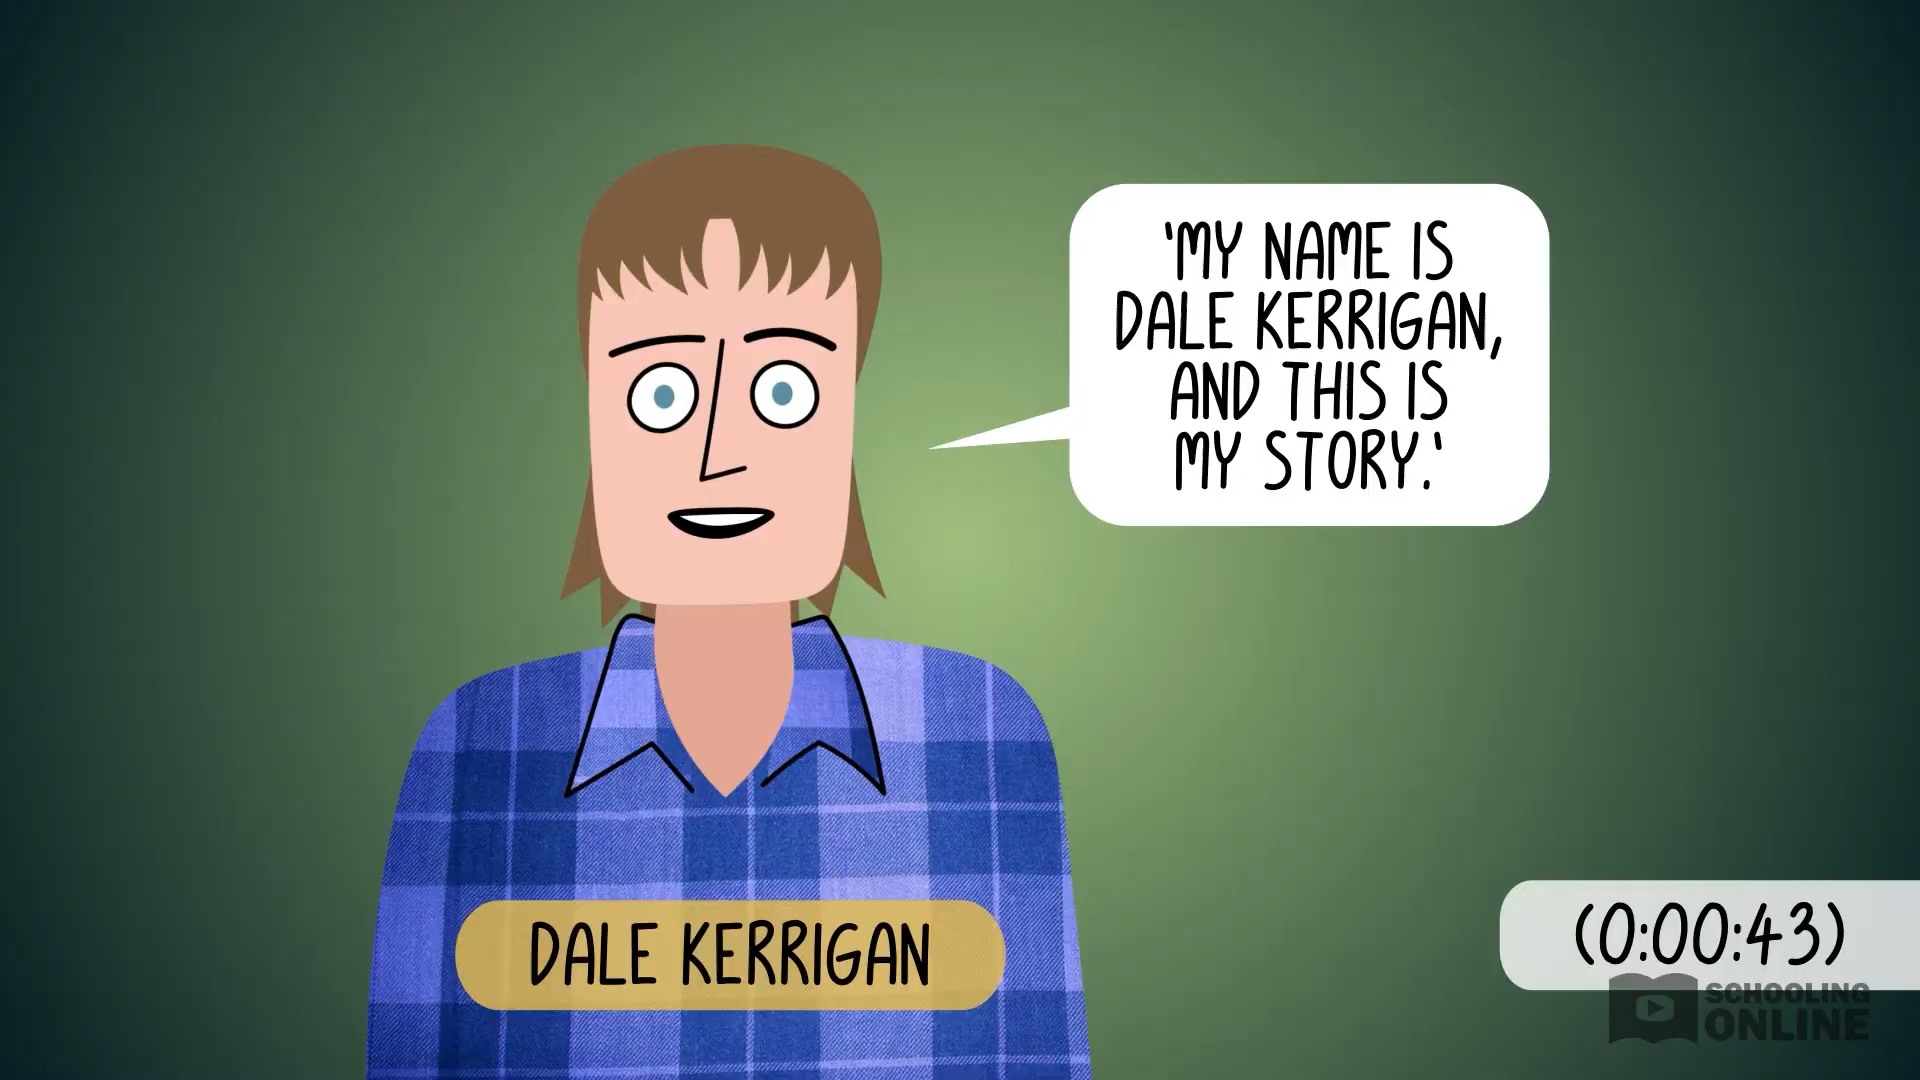 'MY NAME IS
DALE KERRIGAN,
AND THIS IS
MY STORY.'
DALE KERRIGAN
(0:00:43)
SCHOOLING
ONLINE